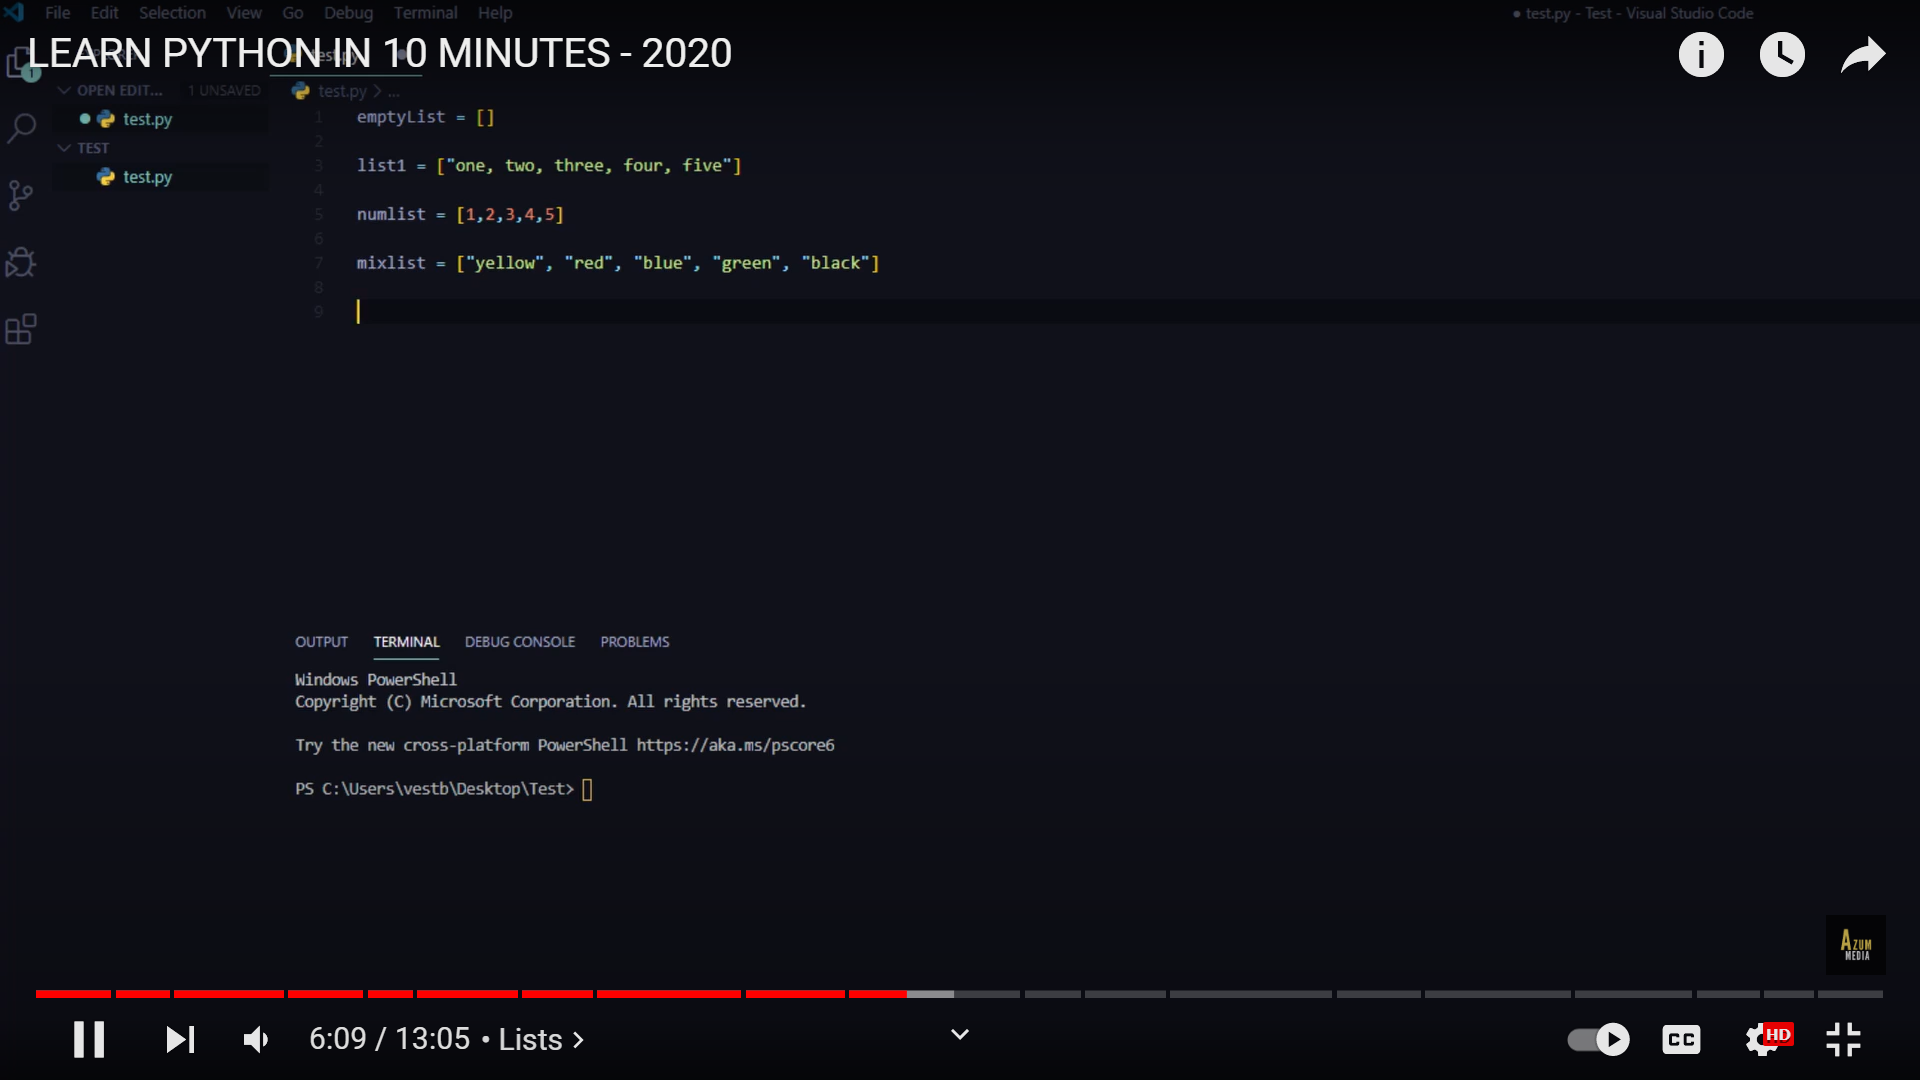 File Edit Selection View Go Debug Terminal Help
● test.py - Test - Visual Studio Code
LEARN PYTHON IN 10 MINUTES - 2020
test.py
1
OPEN EDIT... 1 UNSAVED
test.py > ...
test.py
TEST
test.py
1 emptyList = []
2
3 list1 = ["one, two, three, four, five"]
4
5 numlist = [1,2,3,4,5]
6
7 mixlist = ["yellow", "red", "blue", "green", "black"]
8
9
OUTPUT TERMINAL DEBUG CONSOLE PROBLEMS
Windows PowerShell
Copyright (C) Microsoft Corporation. All rights reserved.
Try the new cross-platform PowerShell https://aka.ms/pscore6
PS C:\Users\vestb\Desktop\Test>
AZUM
MEDIA
6:09 / 13:05 • Lists >
CC
HD